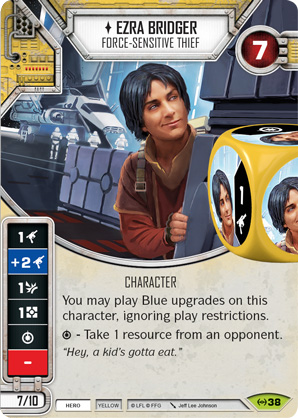 EZRA BRIDGER
FORCE-SENSITIVE THIEF
7
1
1
+2
1
1
–
CHARACTER
You may play Blue upgrades on this
character, ignoring play restrictions.
- Take 1 resource from an opponent.
“Hey, a kid’s gotta eat.”
7/10
HERO
YELLOW
© LFL © FFG
Jeff Lee Johnson
38